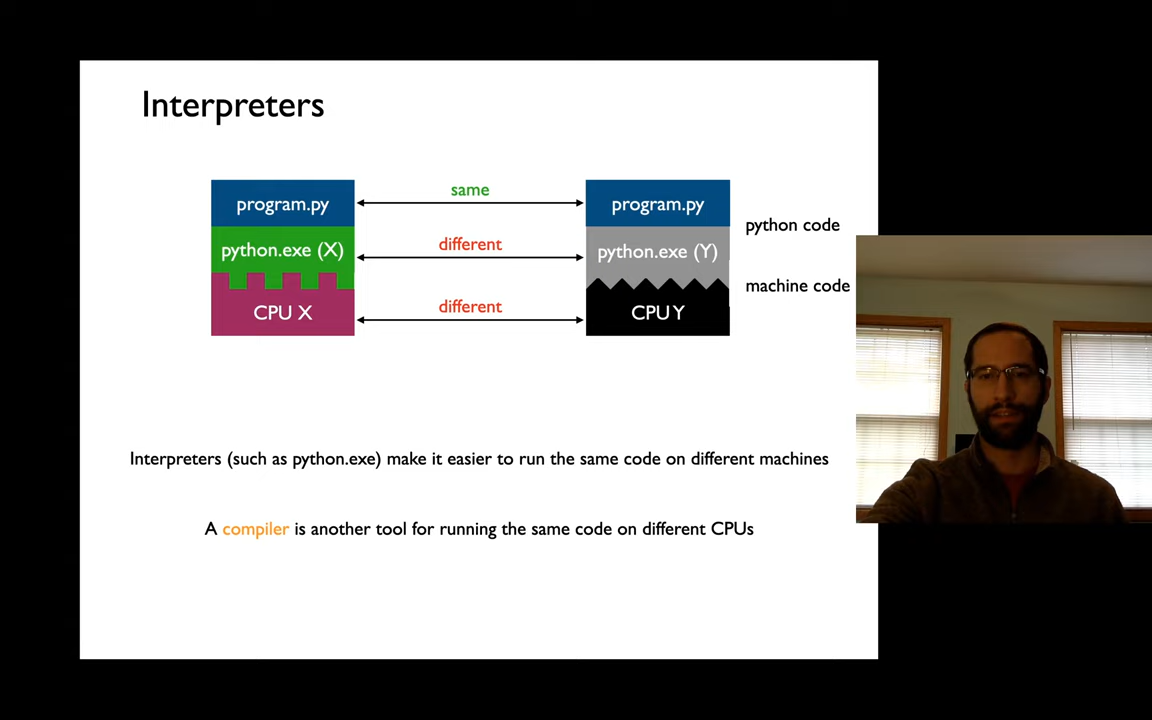 Interpreters
program.py
same
program.py
python code
python.exe (X)
different
python.exe (Y)
machine code
CPU X
different
CPU Y
Interpreters (such as python.exe) make it easier to run the same code on different machines
A compiler is another tool for running the same code on different CPUs